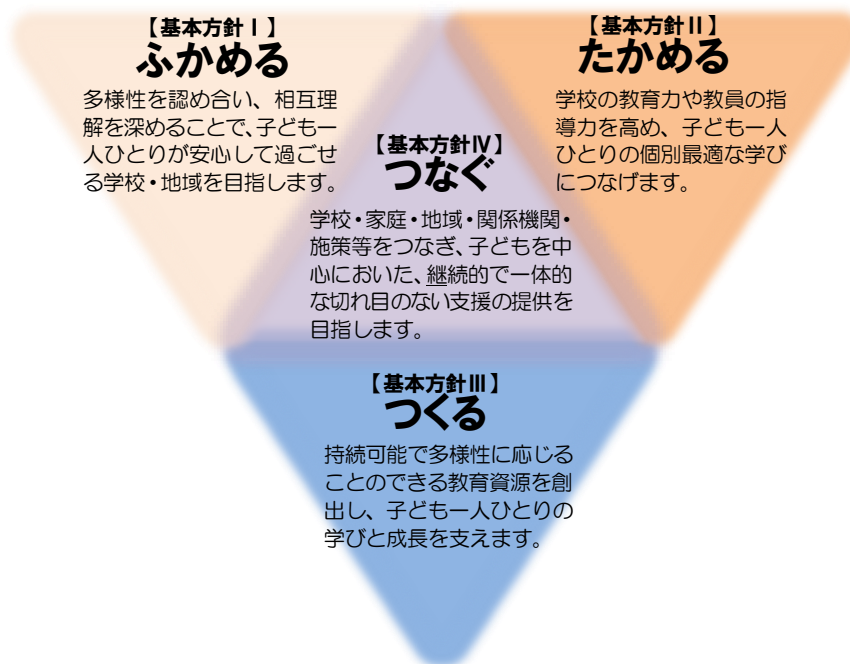 【基本方針Ⅰ】
ふかめる
多様性を認め合い、相互理
解を深めることで、子ども一
人ひとりが安心して過ごせ
る学校・地域を目指します。
【基本方針Ⅱ】
たかめる
学校の教育力や教員の指
導力を高め、子ども一人
ひとりの個別最適な学び
につなげます。
【基本方針Ⅳ】
つなぐ
学校・家庭・地域・関係機関・
施策等をつなぎ、子どもを中
心においた、継続的で一体的
な切れ目のない支援の提供を
目指します。
【基本方針Ⅲ】
つくる
持続可能で多様性に応じる
ことのできる教育資源を創
出し、子ども一人ひとりの
学びと成長を支えます。